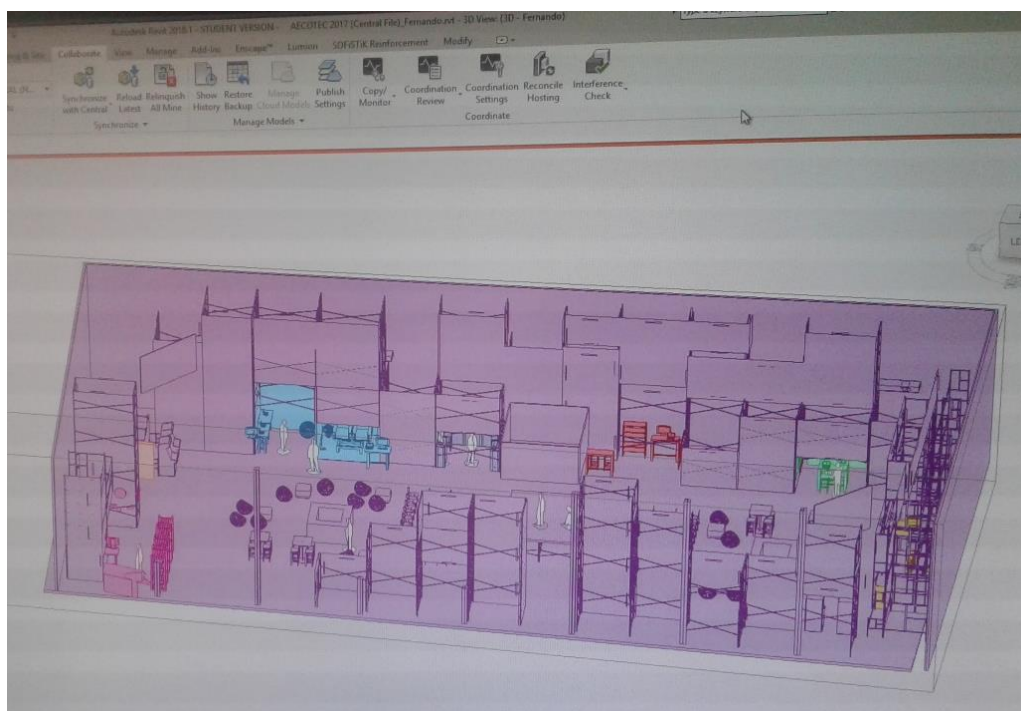 Autodesk Revit 2018.1 - STUDENT VERSION - AECOTEC 2017 (Central File)_Fernando.rvt - 3D View: (3D - Fernando)
Collaborate View Manage Add-Ins Enscape™ Lumion SOFiSTiK Reinforcement Modify
Synchronize with Central Reload Latest Relinquish All Mine Show History Restore Backup Manage Cloud Models Publish Settings Copy/ Monitor Coordination Review Coordination Settings Reconcile Hosting Interference Check
Synchronize Manage Models Coordinate